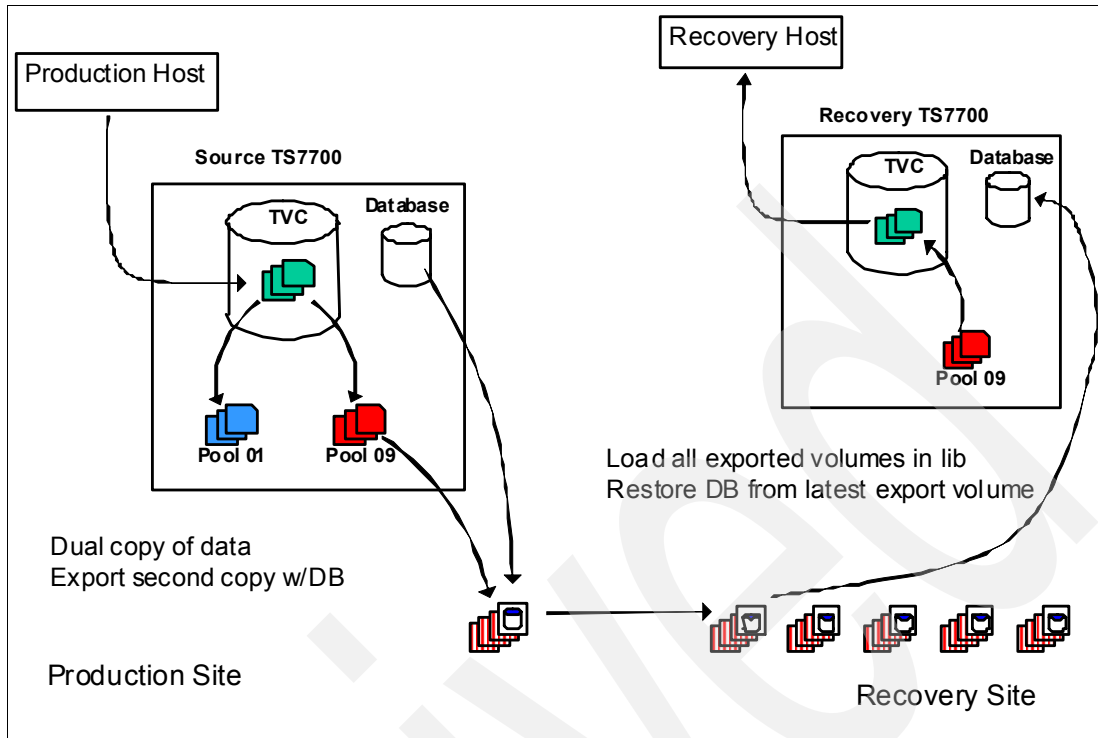 Production Host
Recovery Host
Source TS7700
TVC
Database
Pool 01
Pool 09
Recovery TS7700
TVC
Database
Pool 09
Load all exported volumes in lib
Restore DB from latest export volume
Dual copy of data
Export second copy w/DB
Production Site
Recovery Site